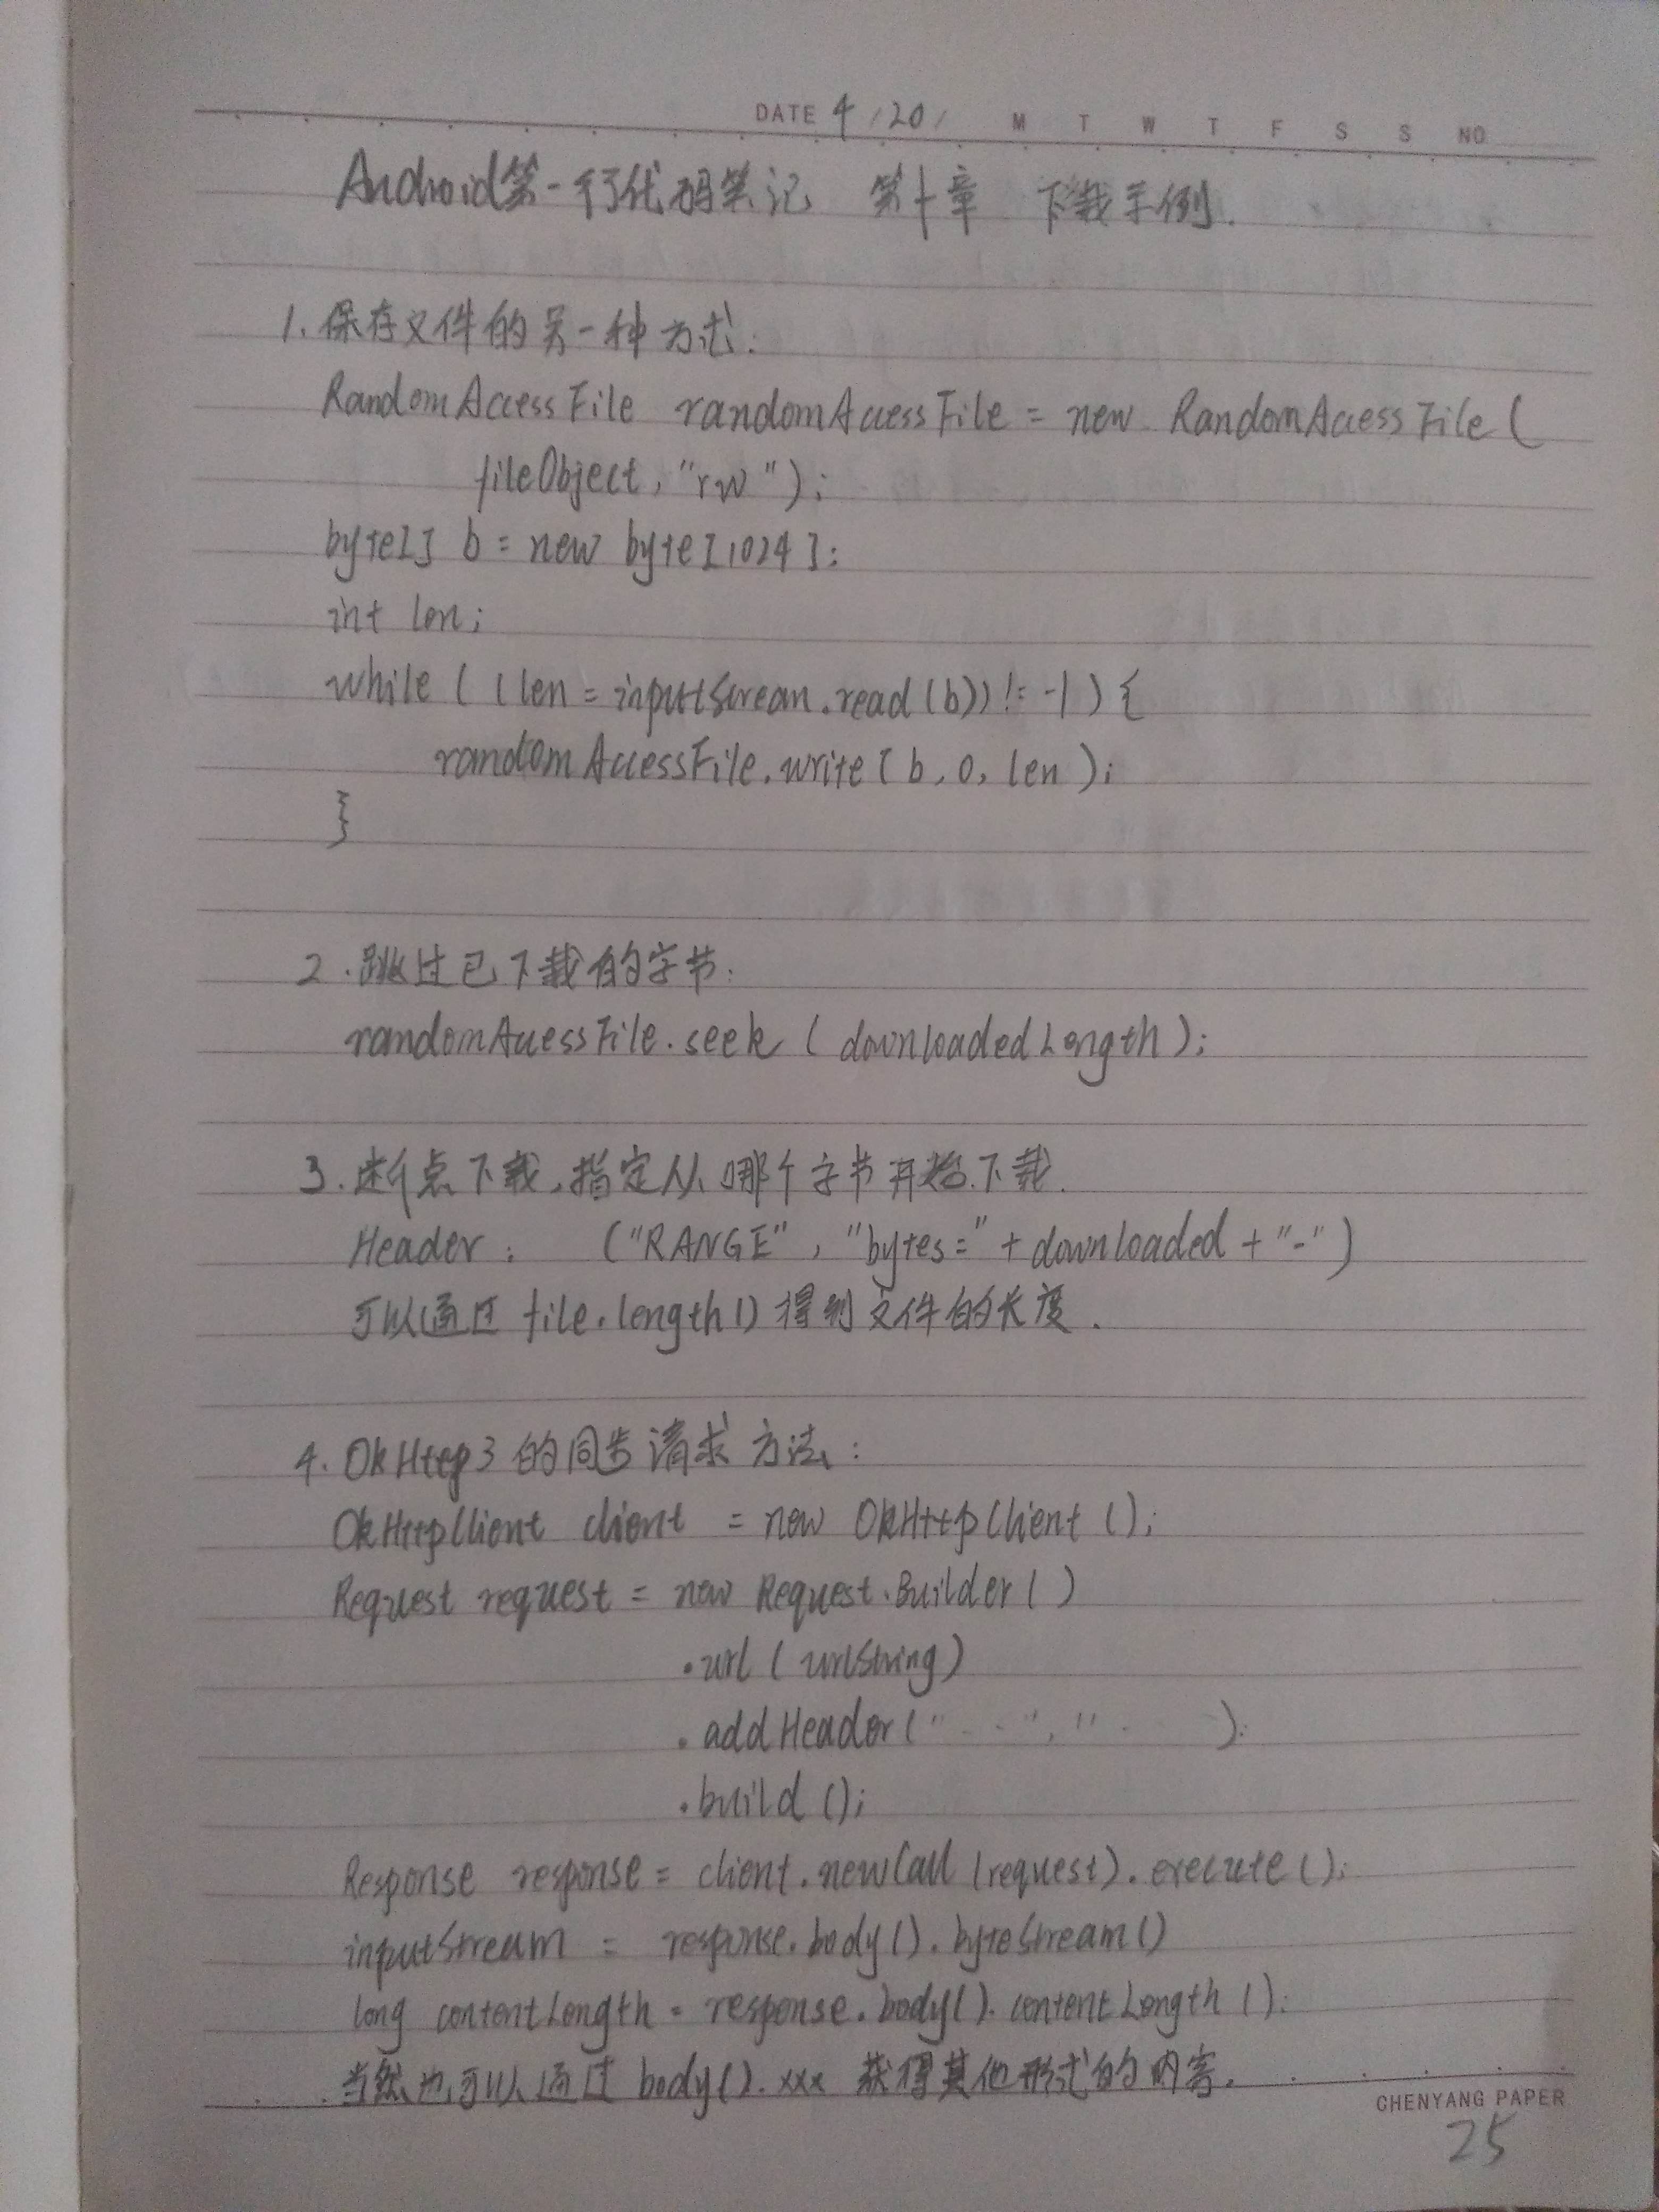 DATE 4/20/ M T W T F S S NO
Android第一行代码笔记 第十章 下载示例.
1.保存文件的另一种方式:
RandomAccessFile randomAccessFile = new RandomAccessFile(
fileObject, "rw");
byte[] b = new byte[1024];
int len;
while ((len = inputStream.read(b)) != -1) {
randomAccessFile.write(b, 0, len);
}
2.跳过已下载的字节:
randomAccessFile.seek(downloadedLength);
3.断点下载,指定从哪个字节开始下载.
Header: ("RANGE", "bytes=" + downloaded + "-")
可以通过 file.length() 得到文件的长度.
4. OkHttp3 的同步请求方法:
OkHttpClient client = new OkHttpClient();
Request request = new Request.Builder()
.url(urlString)
.addHeader("--", "- ).
.build();
Response response = client.newCall(request).execute();
inputStream = response.body().byteStream()
long contentLength = response.body().contentLength();
当然也可以通过 body().xxx 获得其他形式的内容.
CHENYANG PAPER
25